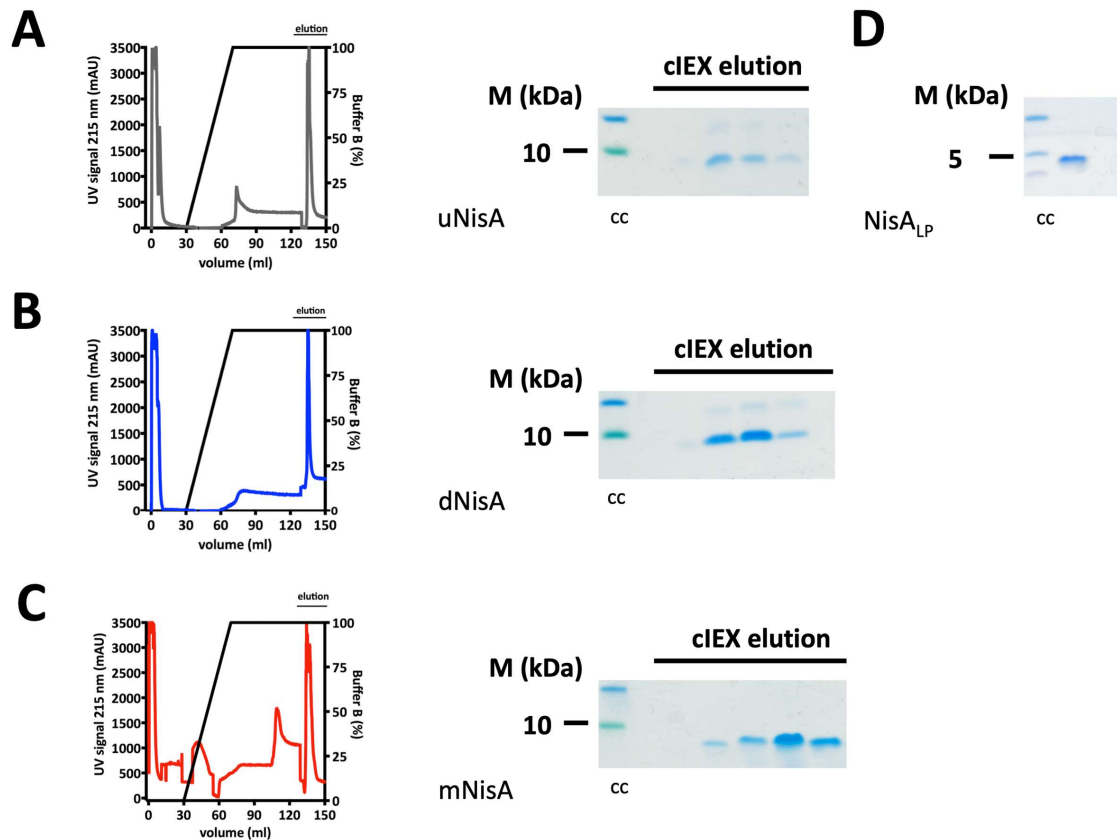 A
elution
UV signal 215 nm (mAU)
3500
3000
2500
2000
1500
1000
500
0
0 30 60 90 120 150
volume (ml)
100
75
50
25
0
Buffer B (%)
cIEX elution
M (kDa)
10
uNisA
cc
D
M (kDa)
5
NisA_LP
cc
B
elution
UV signal 215 nm (mAU)
3500
3000
2500
2000
1500
1000
500
0
0 30 60 90 120 150
volume (ml)
100
75
50
25
0
Buffer B (%)
cIEX elution
M (kDa)
10
dNisA
cc
C
elution
UV signal 215 nm (mAU)
3500
3000
2500
2000
1500
1000
500
0
0 30 60 90 120 150
volume (ml)
100
75
50
25
0
Buffer B (%)
cIEX elution
M (kDa)
10
mNisA
cc